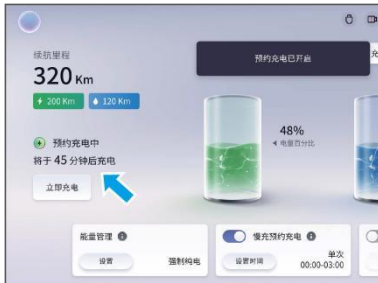 续航里程
预约充电已开启
充
320 Km
200 Km
120 Km
预约充电中
将于 45 分钟后充电
48%
电量百分比
立即充电
能量管理
慢充预约充电
设置
强制纯电
设置时间
单次
00:00-03:00